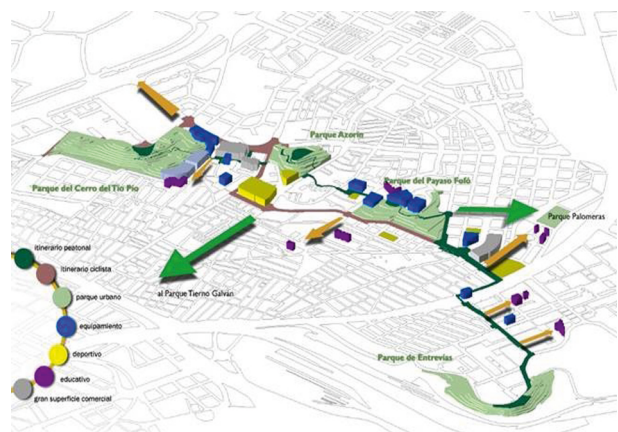 Parque Azorín
Parque del Cerro del Tío Pío
Parque del Payaso Fofó
Parque Palomeras
al Parque Tierno Galván
Parque de Entrevías
itinerario peatonal
itinerario ciclista
parque urbano
equipamiento
deportivo
educativo
gran superficie comercial